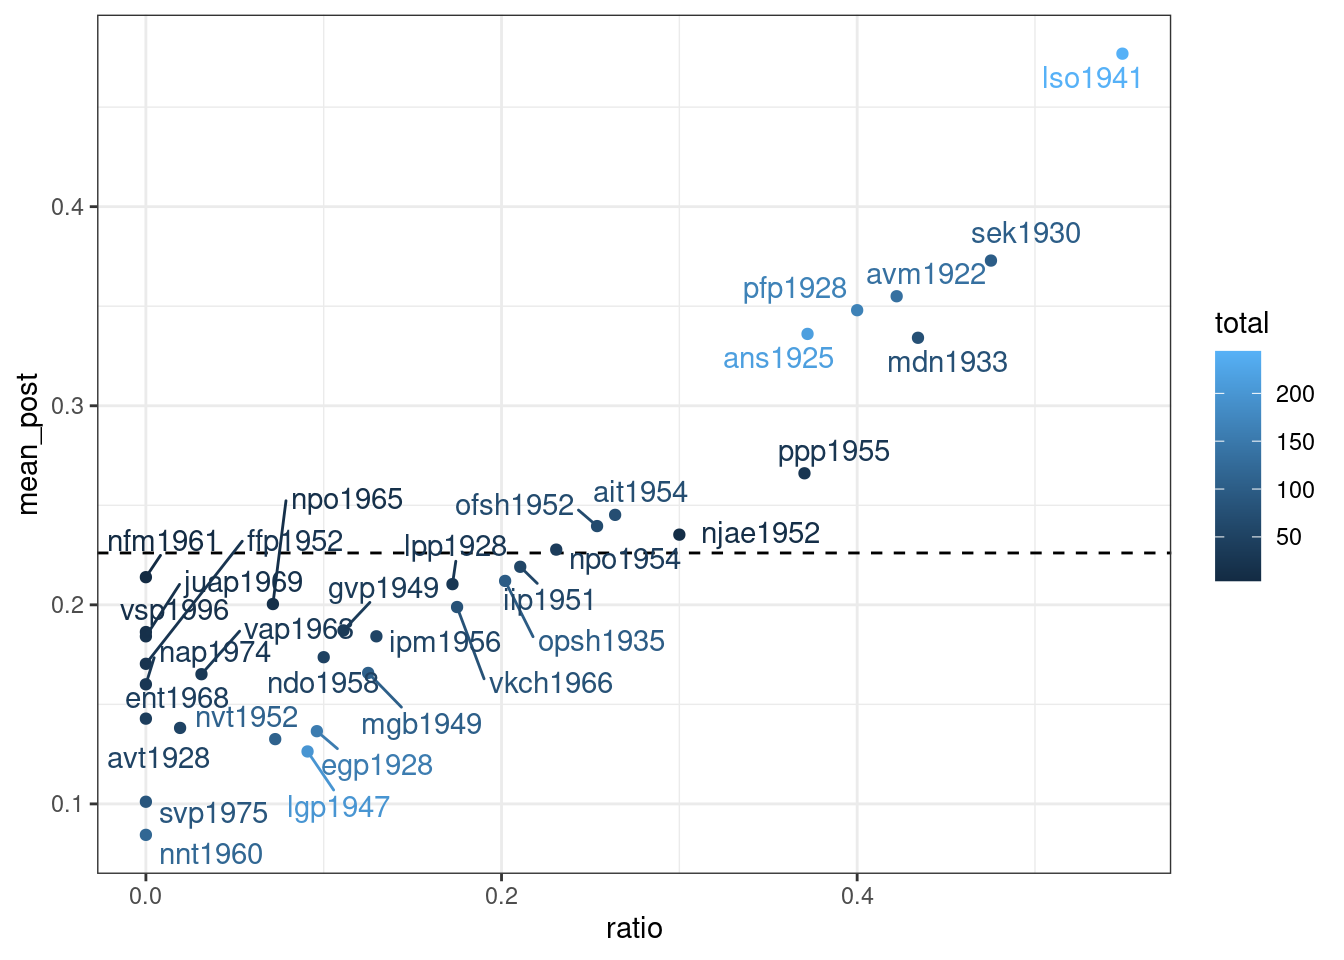 lso1941
sek1930
avm1922
pfp1928
ans1925
mdn1933
ppp1955
npo1965
ofsh1952
ait1954
njae1952
nfm1961
ffp1952
lpp1928
npo1954
juap1969
gvp1949
iip1951
vsp1996
vap1968
ipm1956
opsh1935
nap1974
ndo1958
vkch1966
ent1968
nvt1952
mgb1949
avt1928
egp1928
lgp1947
svp1975
nnt1960
0.4
0.3
0.2
0.1
mean_post
0.0
0.2
0.4
ratio
total
200
150
100
50